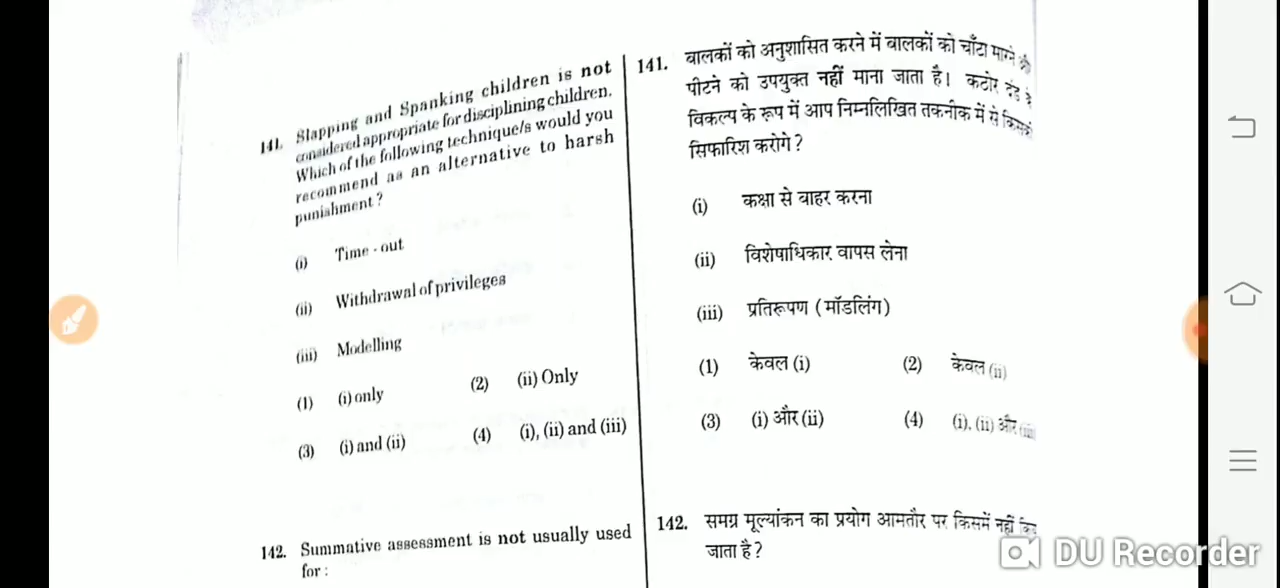 141. Slapping and Spanking children is not
considered appropriate for disciplining children.
Which of the following technique/s would you
recommend as an alternative to harsh
punishment ?
(i) Time - out
(ii) Withdrawal of privileges
(iii) Modelling
(1) (i) only (2) (ii) Only
(3) (i) and (ii) (4) (i), (ii) and (iii)
142. Summative assessment is not usually used
for :
141. बालकों को अनुशासित करने में बालकों को चाँटा मारने
पीटने को उपयुक्त नहीं माना जाता है। कठोर दंड के
विकल्प के रूप में आप निम्नलिखित तकनीक में से किसकी
सिफारिश करोगे ?
(i) कक्षा से बाहर करना
(ii) विशेषाधिकार वापस लेना
(iii) प्रतिरूपण (मॉडलिंग)
(1) केवल (i) (2) केवल (ii)
(3) (i) और (ii) (4) (i), (ii) और (iii)
142. समग्र मूल्यांकन का प्रयोग आमतौर पर किसमें नहीं
जाता है ?
DU Recorder